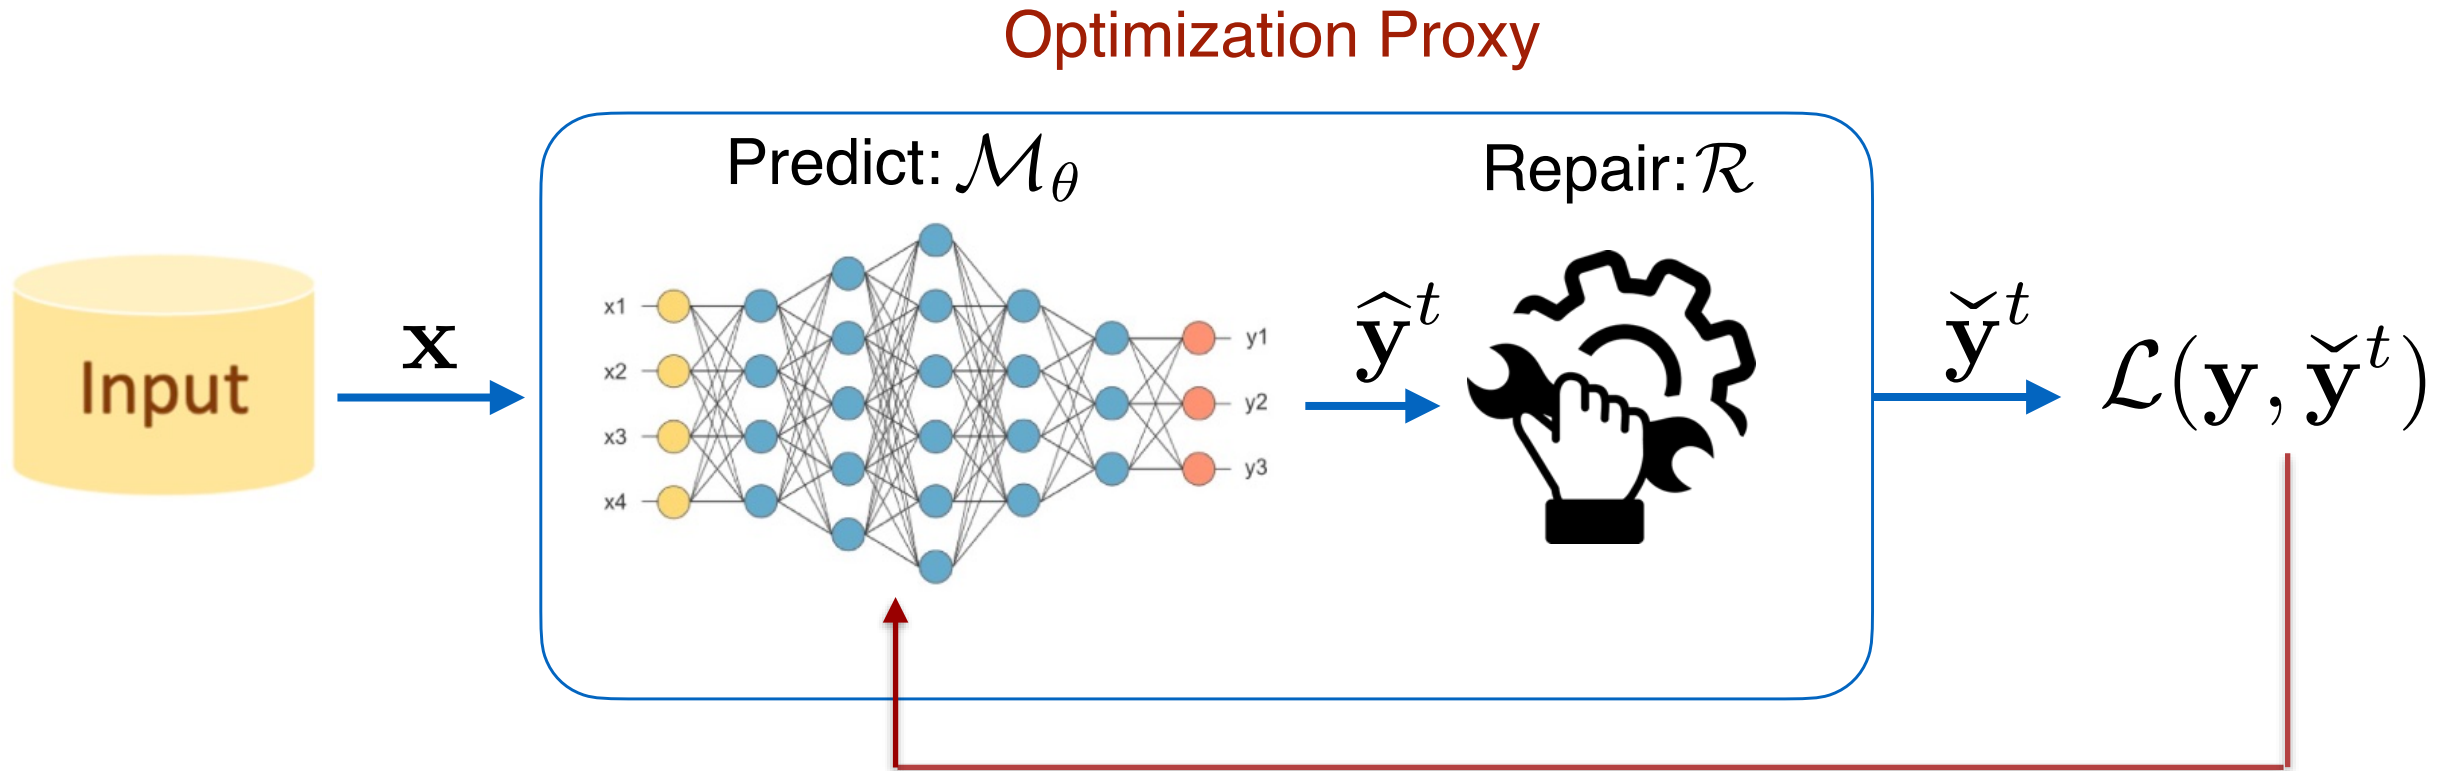 Optimization Proxy
Predict: ℳ_θ
Repair: ℛ
Input
𝐱
x1
x2
x3
x4
y1
y2
y3
ŷ^t
y̌^t
ℒ(𝐲, y̌^t)